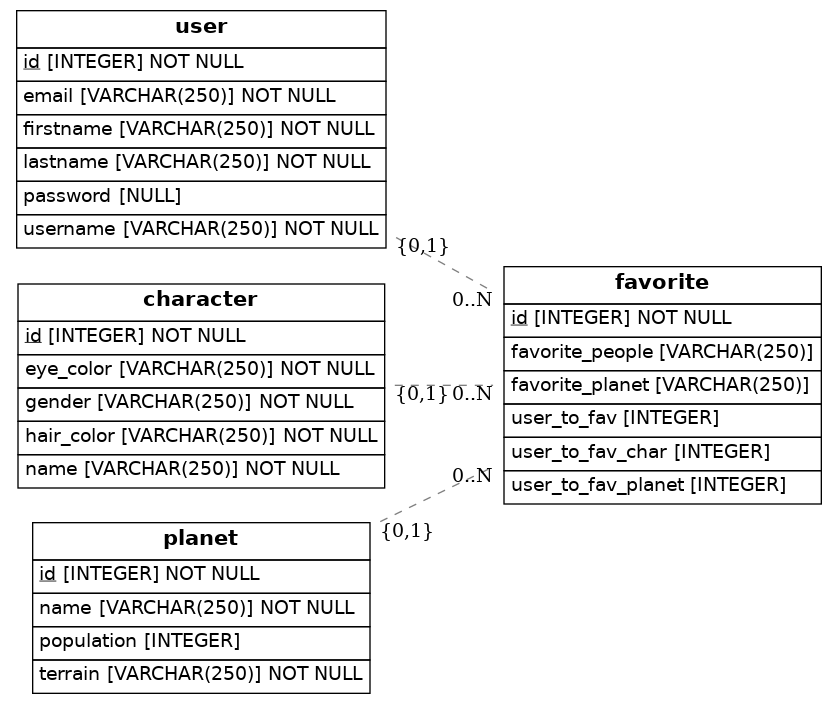 user
id [INTEGER] NOT NULL
email [VARCHAR(250)] NOT NULL
firstname [VARCHAR(250)] NOT NULL
lastname [VARCHAR(250)] NOT NULL
password [NULL]
username [VARCHAR(250)] NOT NULL
{0,1}
0..N
character
id [INTEGER] NOT NULL
eye_color [VARCHAR(250)] NOT NULL
gender [VARCHAR(250)] NOT NULL
hair_color [VARCHAR(250)] NOT NULL
name [VARCHAR(250)] NOT NULL
{0,1}
0..N
planet
id [INTEGER] NOT NULL
name [VARCHAR(250)] NOT NULL
population [INTEGER]
terrain [VARCHAR(250)] NOT NULL
{0,1}
0..N
favorite
id [INTEGER] NOT NULL
favorite_people [VARCHAR(250)]
favorite_planet [VARCHAR(250)]
user_to_fav [INTEGER]
user_to_fav_char [INTEGER]
user_to_fav_planet [INTEGER]